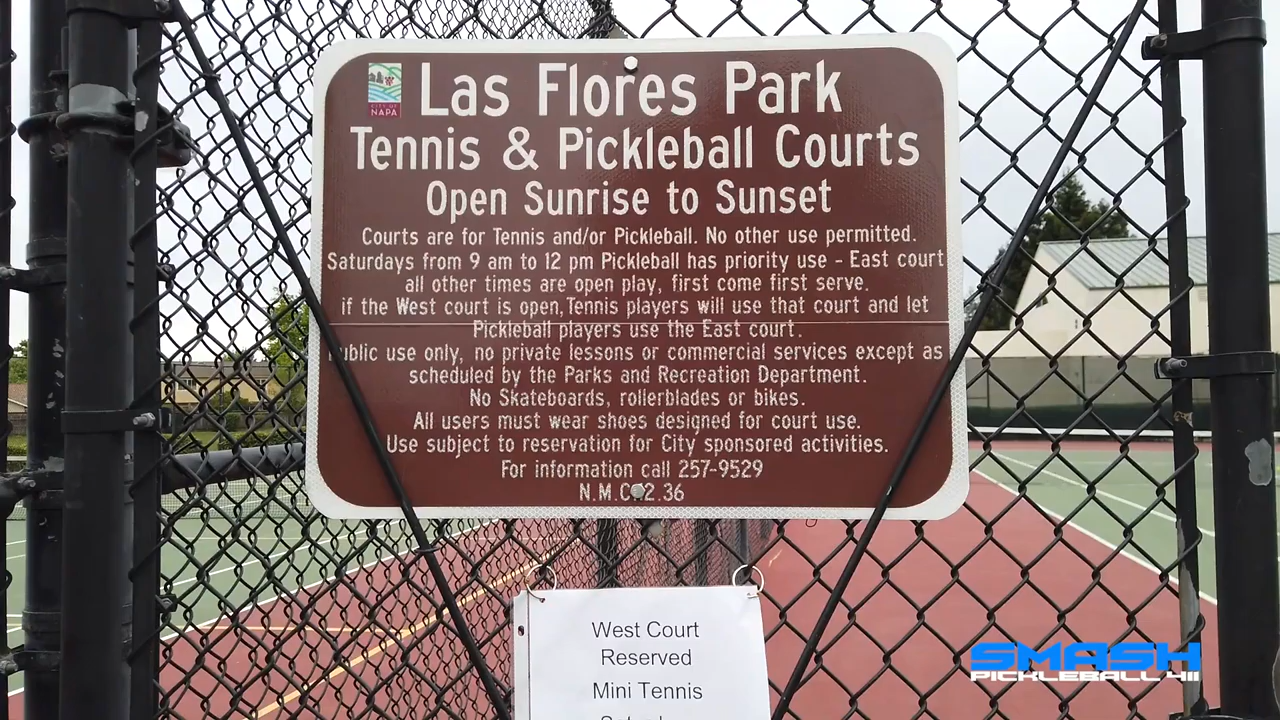 CITY OF
NAPA
Las Flores Park
Tennis & Pickleball Courts
Open Sunrise to Sunset
Courts are for Tennis and/or Pickleball. No other use permitted.
Saturdays from 9 am to 12 pm Pickleball has priority use - East court
all other times are open play, first come first serve.
if the West court is open,Tennis players will use that court and let
Pickleball players use the East court.
Public use only, no private lessons or commercial services except as
scheduled by the Parks and Recreation Department.
No Skateboards, rollerblades or bikes.
All users must wear shoes designed for court use.
Use subject to reservation for City sponsored activities.
For information call 257-9529
N.M.C. 2.36
West Court
Reserved
Mini Tennis
SMASH
PICKLEBALL 411